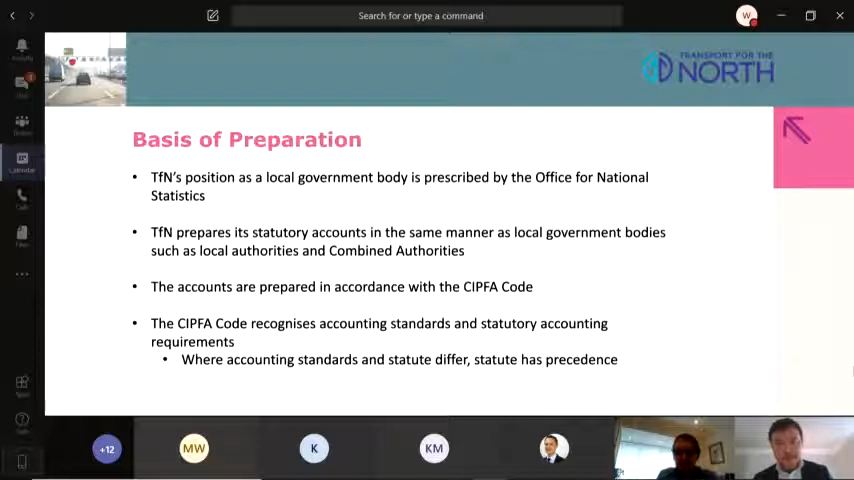 Search for or type a command
W
TRANSPORT FOR THE
NORTH
Basis of Preparation
• TfN's position as a local government body is prescribed by the Office for National
Statistics
• TfN prepares its statutory accounts in the same manner as local government bodies
such as local authorities and Combined Authorities
• The accounts are prepared in accordance with the CIPFA Code
• The CIPFA Code recognises accounting standards and statutory accounting
requirements
• Where accounting standards and statute differ, statute has precedence
Calendar
+12
MW
K
KM